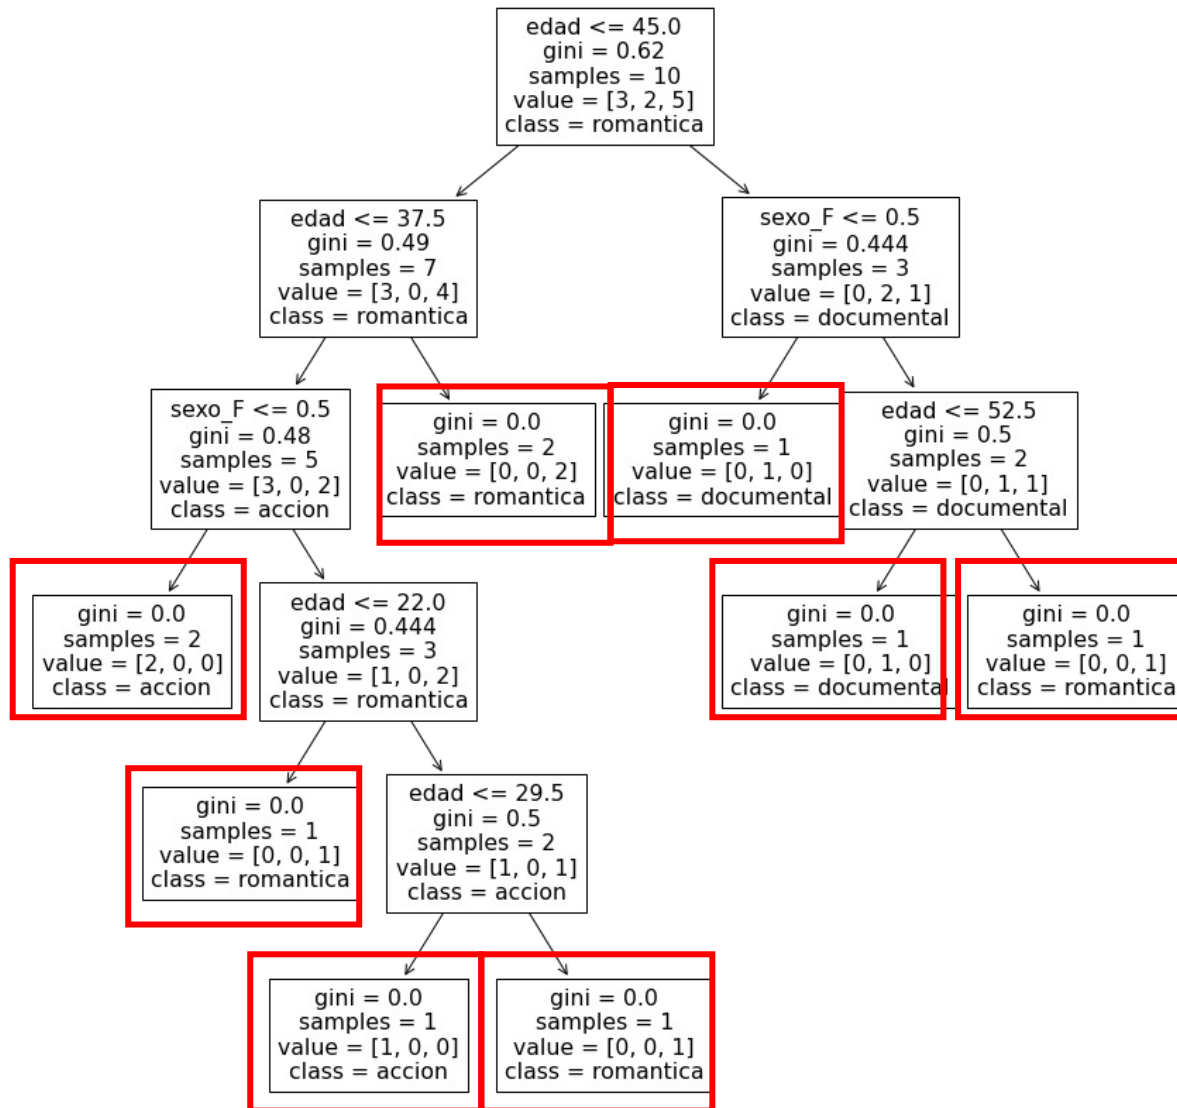 edad <= 45.0
gini = 0.62
samples = 10
value = [3, 2, 5]
class = romantica
edad <= 37.5
gini = 0.49
samples = 7
value = [3, 0, 4]
class = romantica
sexo_F <= 0.5
gini = 0.444
samples = 3
value = [0, 2, 1]
class = documental
sexo_F <= 0.5
gini = 0.48
samples = 5
value = [3, 0, 2]
class = accion
gini = 0.0
samples = 2
value = [0, 0, 2]
class = romantica
gini = 0.0
samples = 1
value = [0, 1, 0]
class = documental
edad <= 52.5
gini = 0.5
samples = 2
value = [0, 1, 1]
class = documental
gini = 0.0
samples = 2
value = [2, 0, 0]
class = accion
edad <= 22.0
gini = 0.444
samples = 3
value = [1, 0, 2]
class = romantica
gini = 0.0
samples = 1
value = [0, 1, 0]
class = documental
gini = 0.0
samples = 1
value = [0, 0, 1]
class = romantica
gini = 0.0
samples = 1
value = [0, 0, 1]
class = romantica
edad <= 29.5
gini = 0.5
samples = 2
value = [1, 0, 1]
class = accion
gini = 0.0
samples = 1
value = [1, 0, 0]
class = accion
gini = 0.0
samples = 1
value = [0, 0, 1]
class = romantica